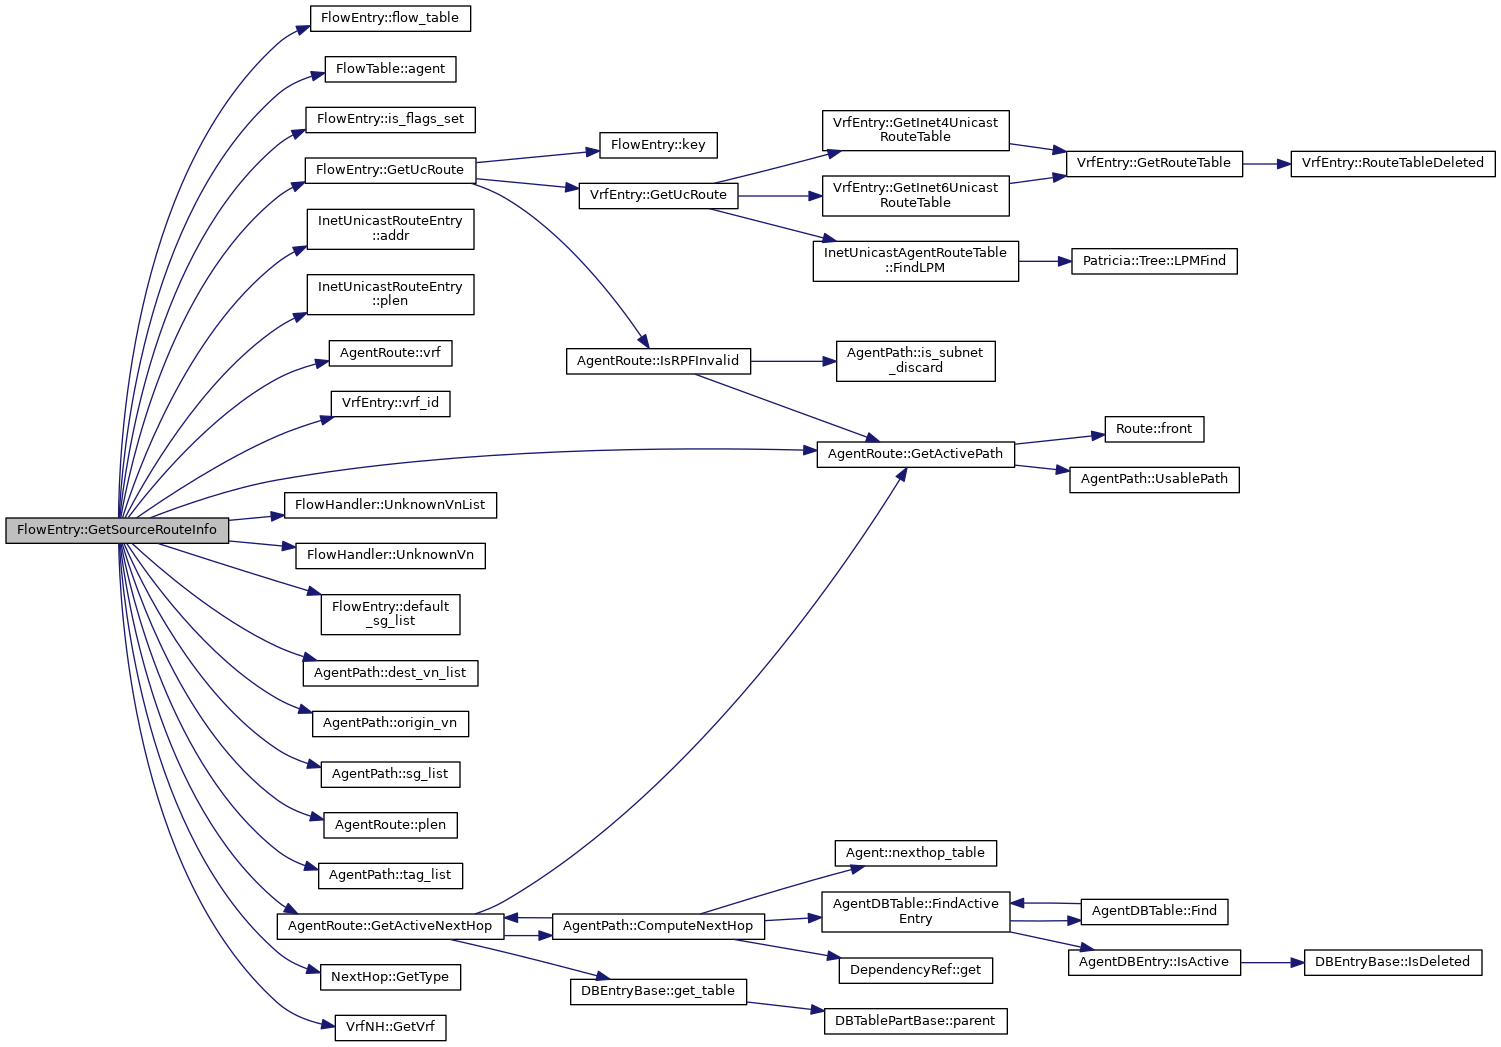 FlowEntry::flow_table
FlowTable::agent
FlowEntry::is_flags_set
FlowEntry::GetUcRoute
InetUnicastRouteEntry
::addr
InetUnicastRouteEntry
::plen
AgentRoute::vrf
VrfEntry::vrf_id
FlowEntry::GetSourceRouteInfo
FlowHandler::UnknownVnList
FlowHandler::UnknownVn
FlowEntry::default
_sg_list
AgentPath::dest_vn_list
AgentPath::origin_vn
AgentPath::sg_list
AgentRoute::plen
AgentPath::tag_list
AgentRoute::GetActiveNextHop
NextHop::GetType
VrfNH::GetVrf
FlowEntry::key
VrfEntry::GetUcRoute
AgentRoute::IsRPFInvalid
AgentPath::ComputeNextHop
DBEntryBase::get_table
VrfEntry::GetInet4Unicast
RouteTable
VrfEntry::GetInet6Unicast
RouteTable
InetUnicastAgentRouteTable
::FindLPM
AgentPath::is_subnet
_discard
AgentRoute::GetActivePath
Agent::nexthop_table
AgentDBTable::FindActive
Entry
DependencyRef::get
DBTablePartBase::parent
VrfEntry::GetRouteTable
Patricia::Tree::LPMFind
Route::front
AgentPath::UsablePath
AgentDBTable::Find
AgentDBEntry::IsActive
VrfEntry::RouteTableDeleted
DBEntryBase::IsDeleted